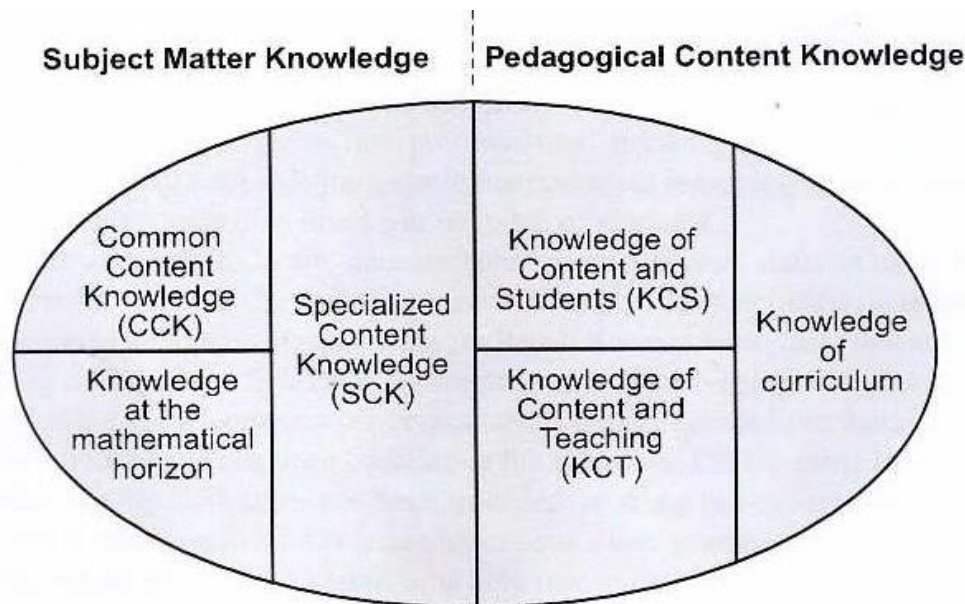 Subject Matter Knowledge
Pedagogical Content Knowledge
Common
Content
Knowledge
(CCK)
Knowledge
at the
mathematical
horizon
Specialized
Content
Knowledge
(SCK)
Knowledge of
Content and
Students (KCS)
Knowledge of
Content and
Teaching
(KCT)
Knowledge
of
curriculum